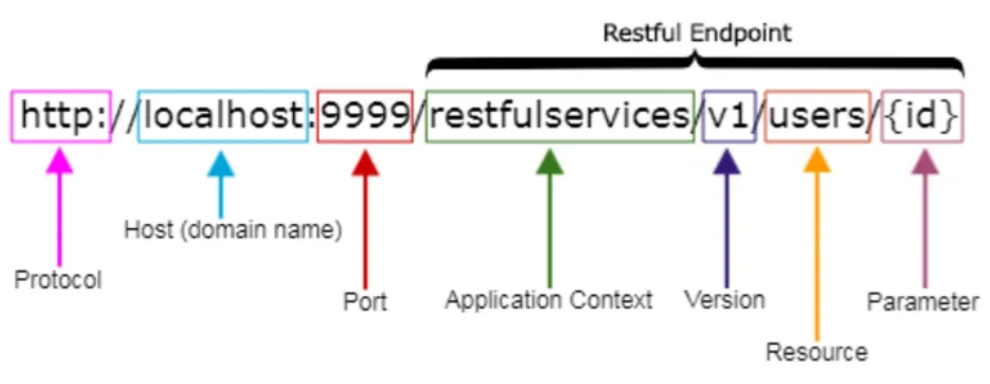 Restful Endpoint
http://localhost:9999/restfulservices/v1/users/{id}
Host (domain name)
Protocol
Port
Application Context
Version
Parameter
Resource